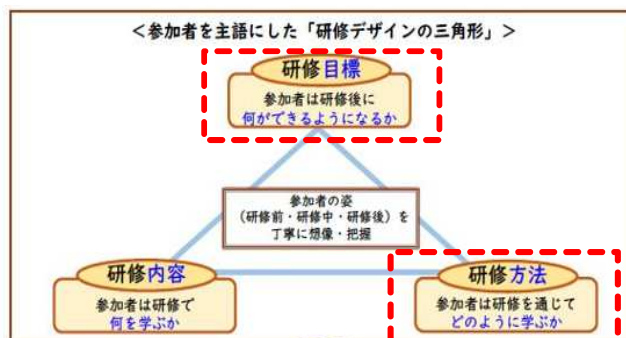 ＜参加者を主語にした「研修デザインの三角形」＞
研修目標
参加者は研修後に
何ができるようになるか
参加者の姿
（研修前・研修中・研修後）を
丁寧に想像・把握
研修内容
参加者は研修で
何を学ぶか
研修方法
参加者は研修を通じて
どのように学ぶか